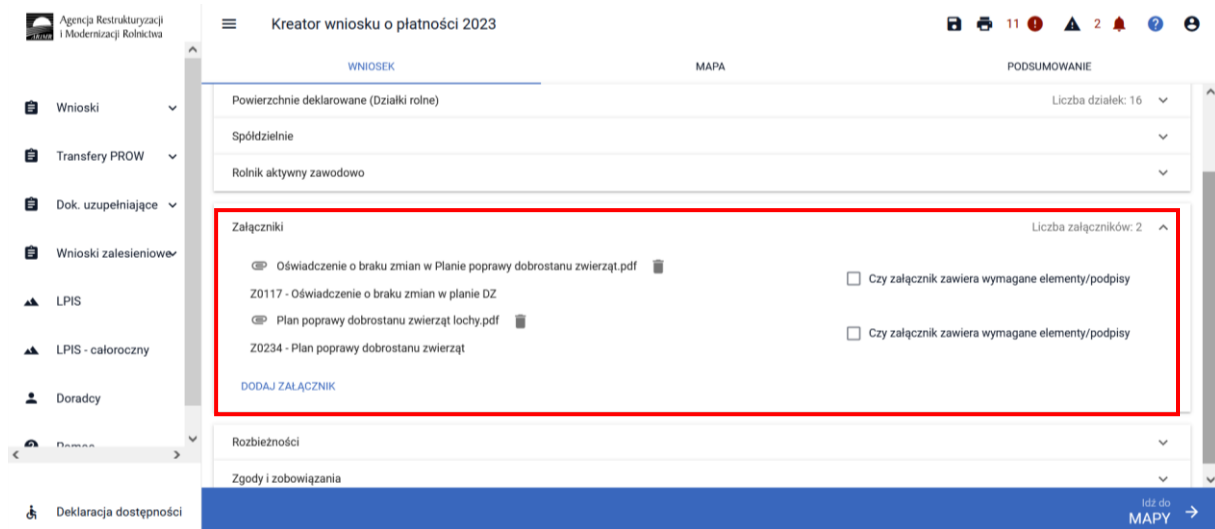 Agencja Restrukturyzacji
i Modernizacji Rolnictwa
ARiMR
Kreator wniosku o płatności 2023
11
2
WNIOSEK
MAPA
PODSUMOWANIE
Wnioski
Transfery PROW
Dok. uzupełniające
Wnioski zalesieniowe
LPIS
LPIS - całoroczny
Doradcy
Pomoc
Deklaracja dostępności
Powierzchnie deklarowane (Działki rolne)
Liczba działek: 16
Spółdzielnie
Rolnik aktywny zawodowo
Załączniki
Liczba załączników: 2
Oświadczenie o braku zmian w Planie poprawy dobrostanu zwierząt.pdf
Z0117 - Oświadczenie o braku zmian w planie DZ
Czy załącznik zawiera wymagane elementy/podpisy
Plan poprawy dobrostanu zwierząt lochy.pdf
Z0234 - Plan poprawy dobrostanu zwierząt
Czy załącznik zawiera wymagane elementy/podpisy
DODAJ ZAŁĄCZNIK
Rozbieżności
Zgody i zobowiązania
Idź do
MAPY